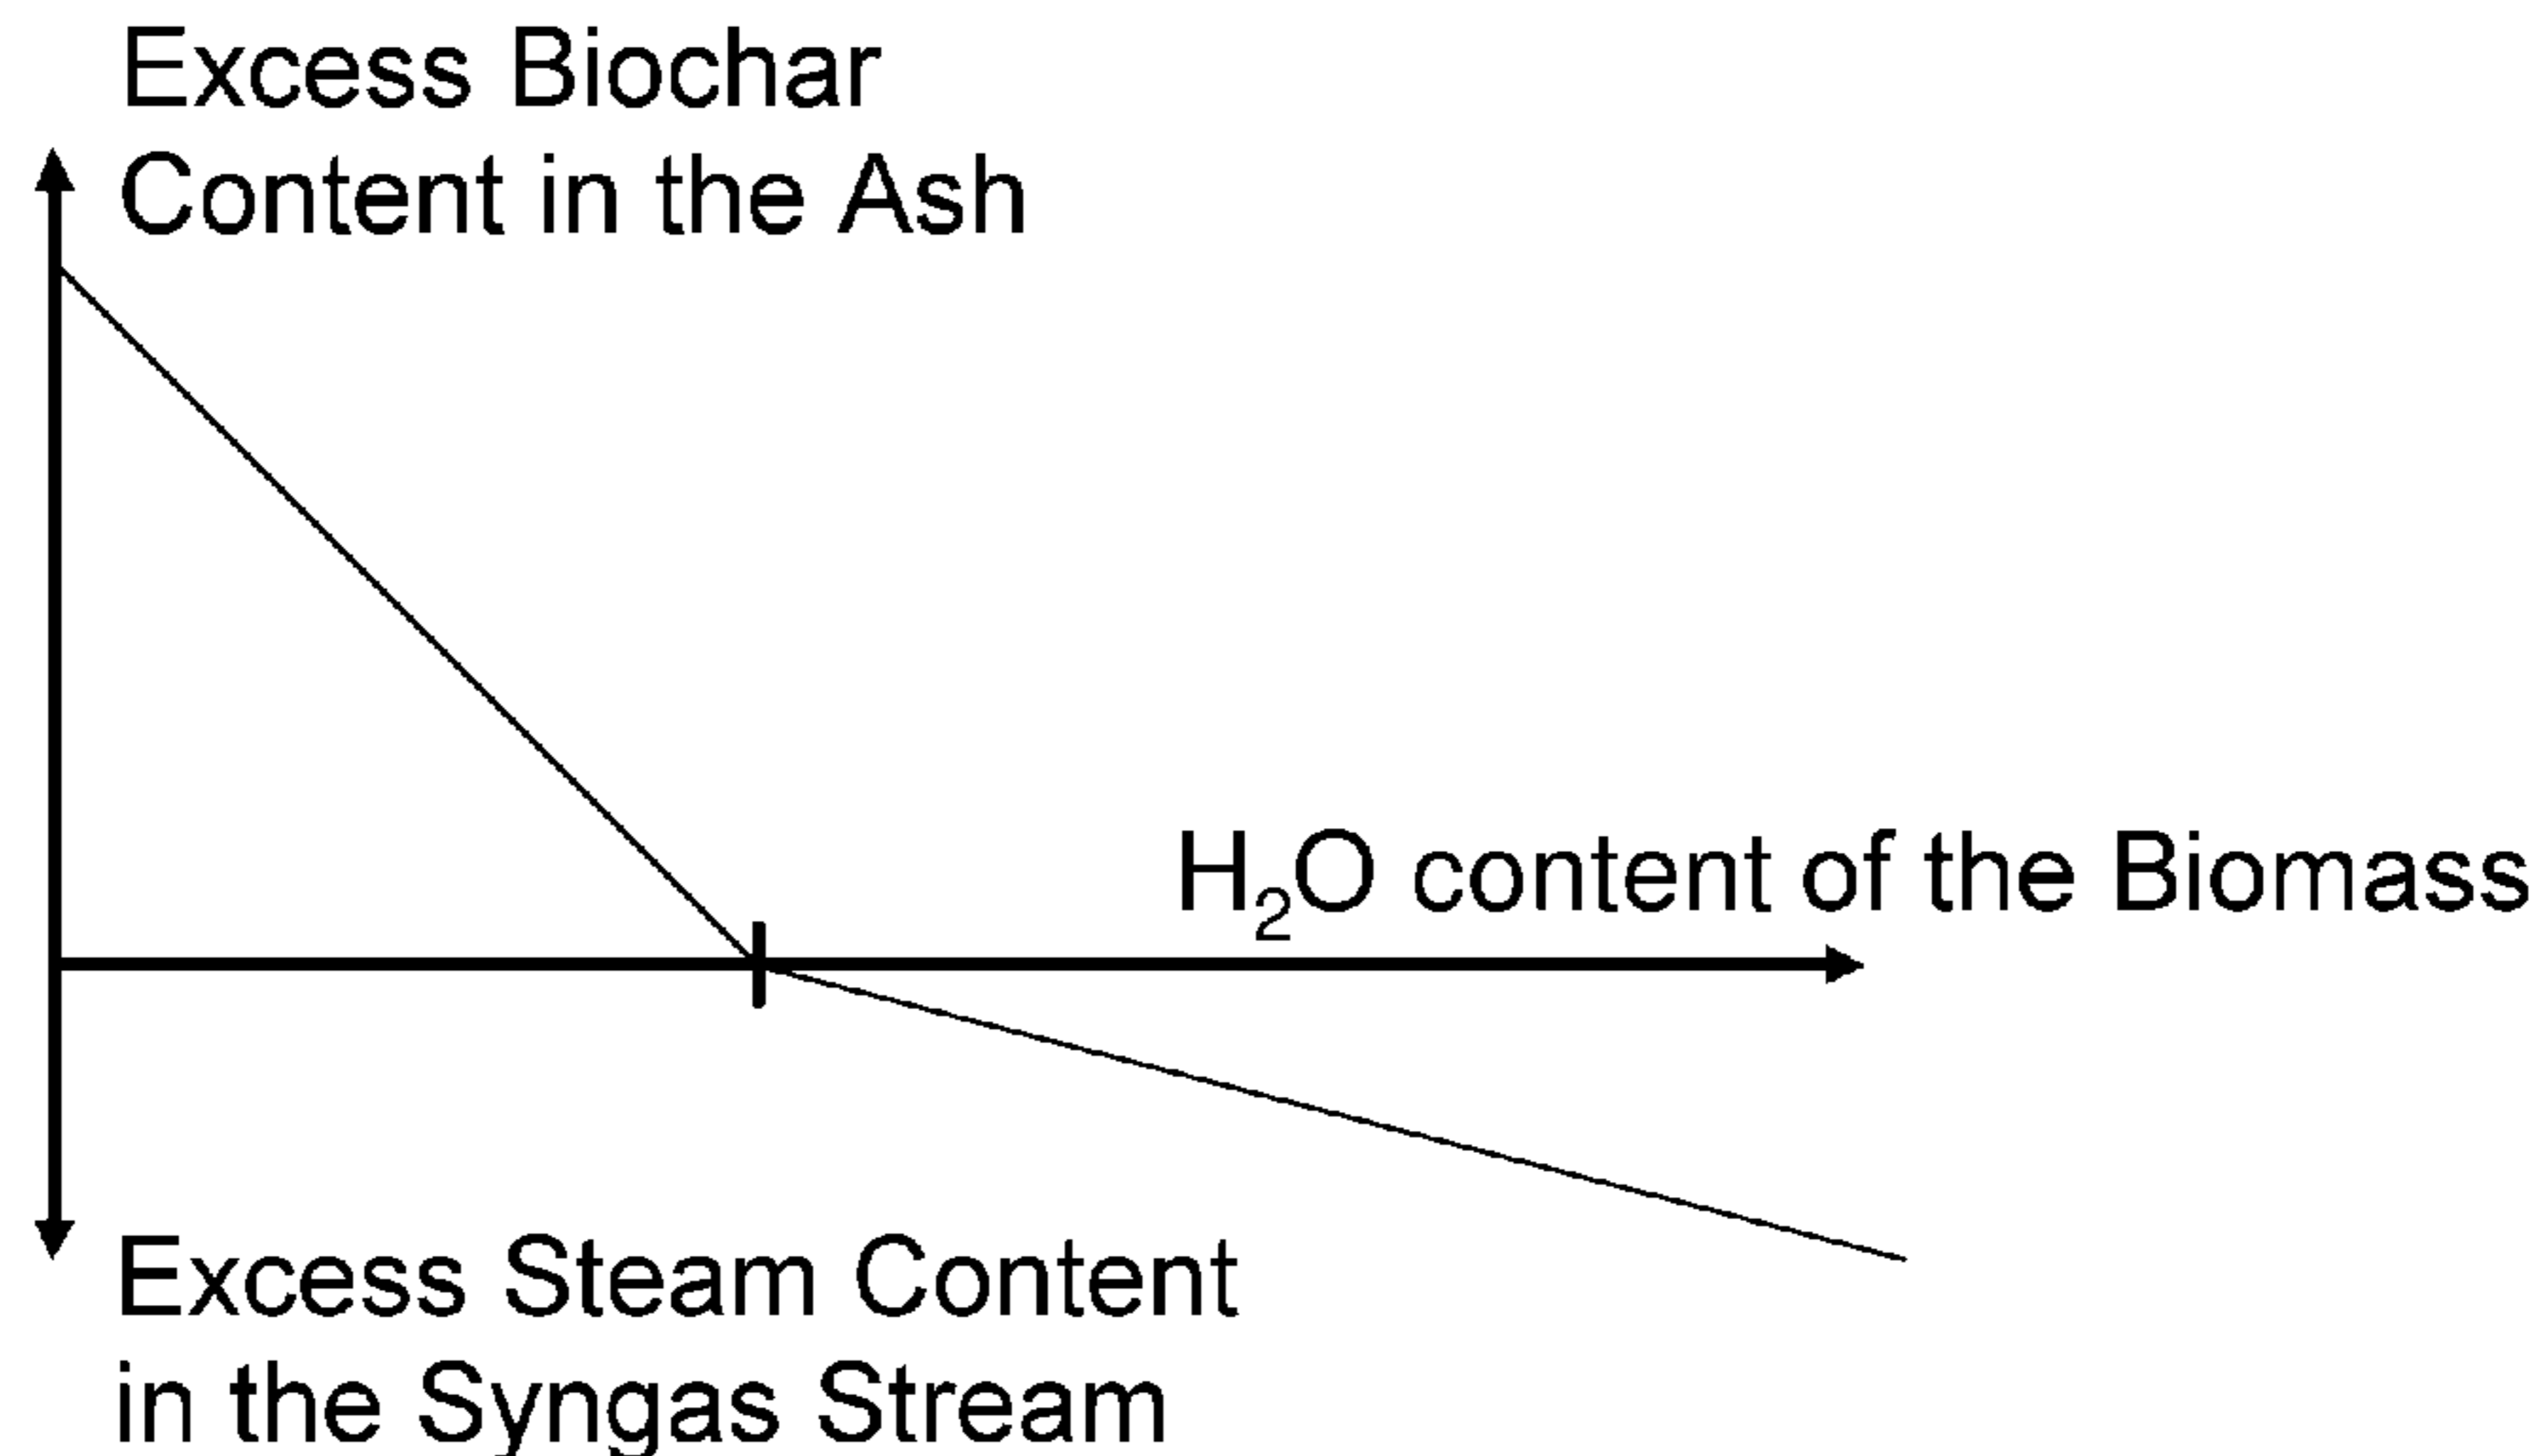 Excess Biochar
Content in the Ash
H₂O content of the Biomass
Excess Steam Content
in the Syngas Stream